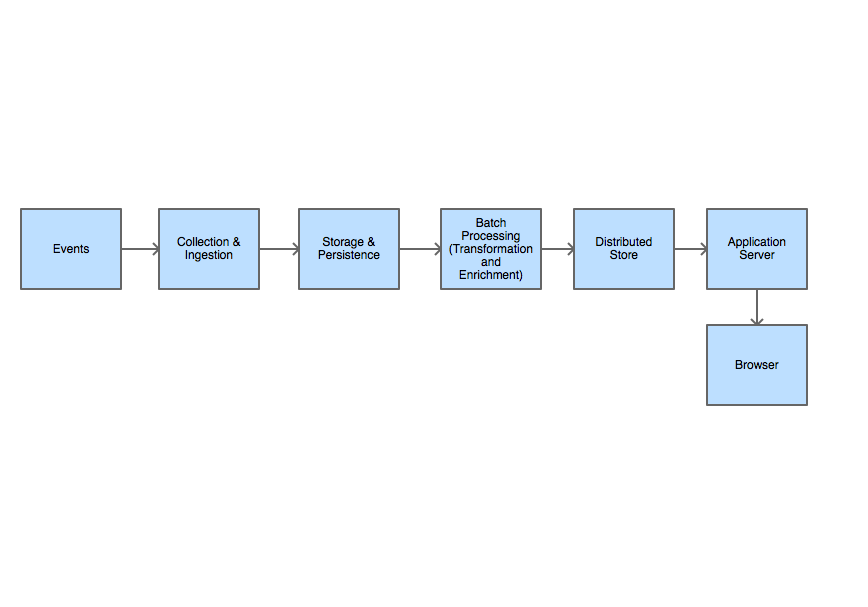 Events
Collection &
Ingestion
Storage &
Persistence
Batch
Processing
(Transformation
and
Enrichment)
Distributed
Store
Application
Server
Browser